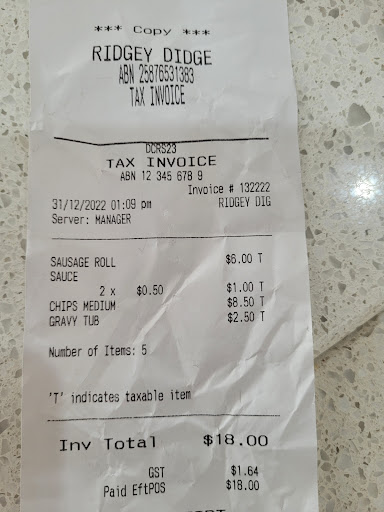 *** Copy ***
RIDGEY DIDGE
ABN 25876531383
TAX INVOICE
DCRS23
TAX INVOICE
ABN 12 345 678 9
Invoice # 132222
31/12/2022 01:09 pm RIDGEY DIG
Server: MANAGER
SAUSAGE ROLL $6.00 T
SAUCE
2 x $0.50 $1.00 T
CHIPS MEDIUM $8.50 T
GRAVY TUB $2.50 T
Number of Items: 5
'T' indicates taxable item
Inv Total $18.00
GST $1.64
Paid EftPOS $18.00